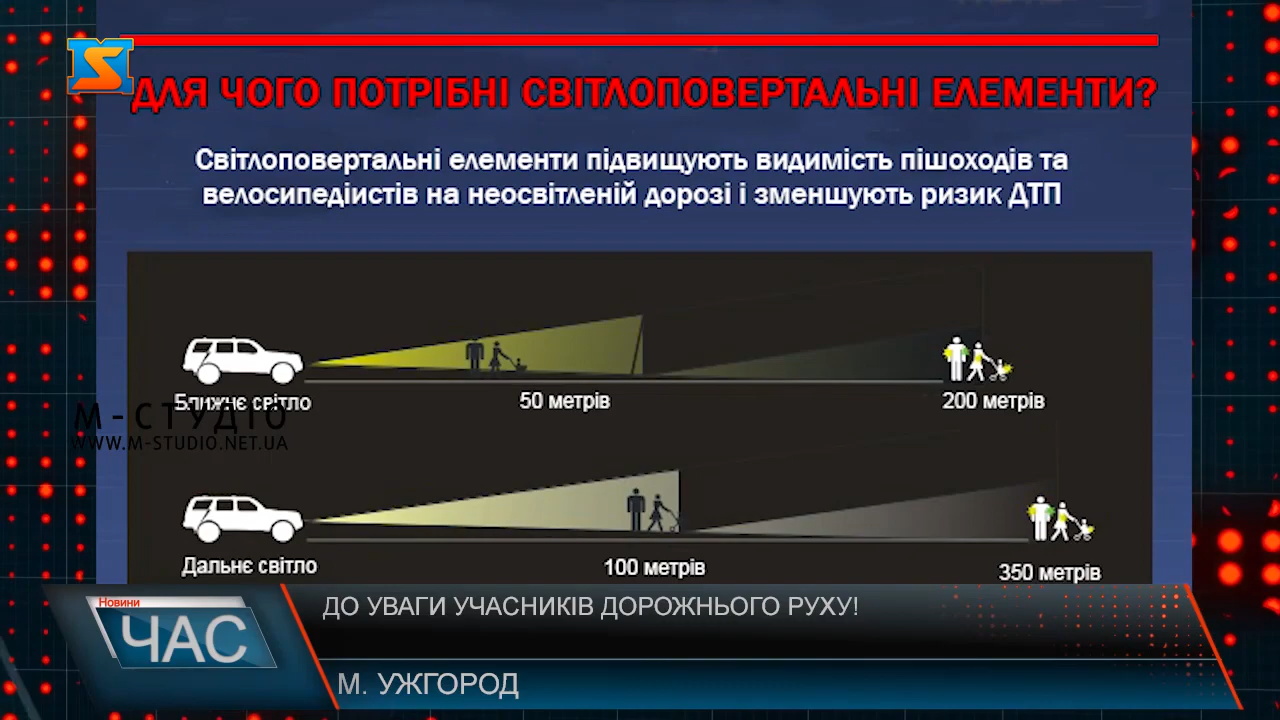 ДЛЯ ЧОГО ПОТРІБНІ СВІТЛОПОВЕРТАЛЬНІ ЕЛЕМЕНТИ?
Світлоповертальні елементи підвищують видимість пішоходів та
велосипедіистів на неосвітленій дорозі і зменшують ризик ДТП
Ближнє світло
50 метрів
200 метрів
М-СТУДІО
WWW.M-STUDIO.NET.UA
Дальнє світло
100 метрів
350 метрів
Новини
ЧАС
ДО УВАГИ УЧАСНИКІВ ДОРОЖНЬОГО РУХУ!
М. УЖГОРОД